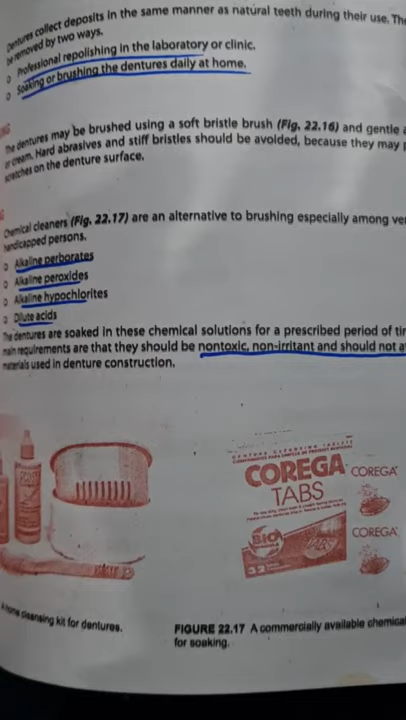 Dentures collect deposits in the same manner as natural teeth during their use. The
be removed by two ways.
Professional repolishing in the laboratory or clinic.
Soaking or brushing the dentures daily at home.
The dentures may be brushed using a soft bristle brush (Fig. 22.16) and gentle
or cream. Hard abrasives and stiff bristles should be avoided, because they may
scratches on the denture surface.
Chemical cleaners (Fig. 22.17) are an alternative to brushing especially among
handicapped persons.
Alkaline perborates
Alkaline peroxides
Alkaline hypochlorites
Dilute acids
The dentures are soaked in these chemical solutions for a prescribed period of
main requirements are that they should be nontoxic, non-irritant and should not
materials used in denture construction.
COREGA
TABS
BIO
TABS
32
COREGA
COREGA
A home cleansing kit for dentures.
FIGURE 22.17 A commercially available chemical
for soaking.